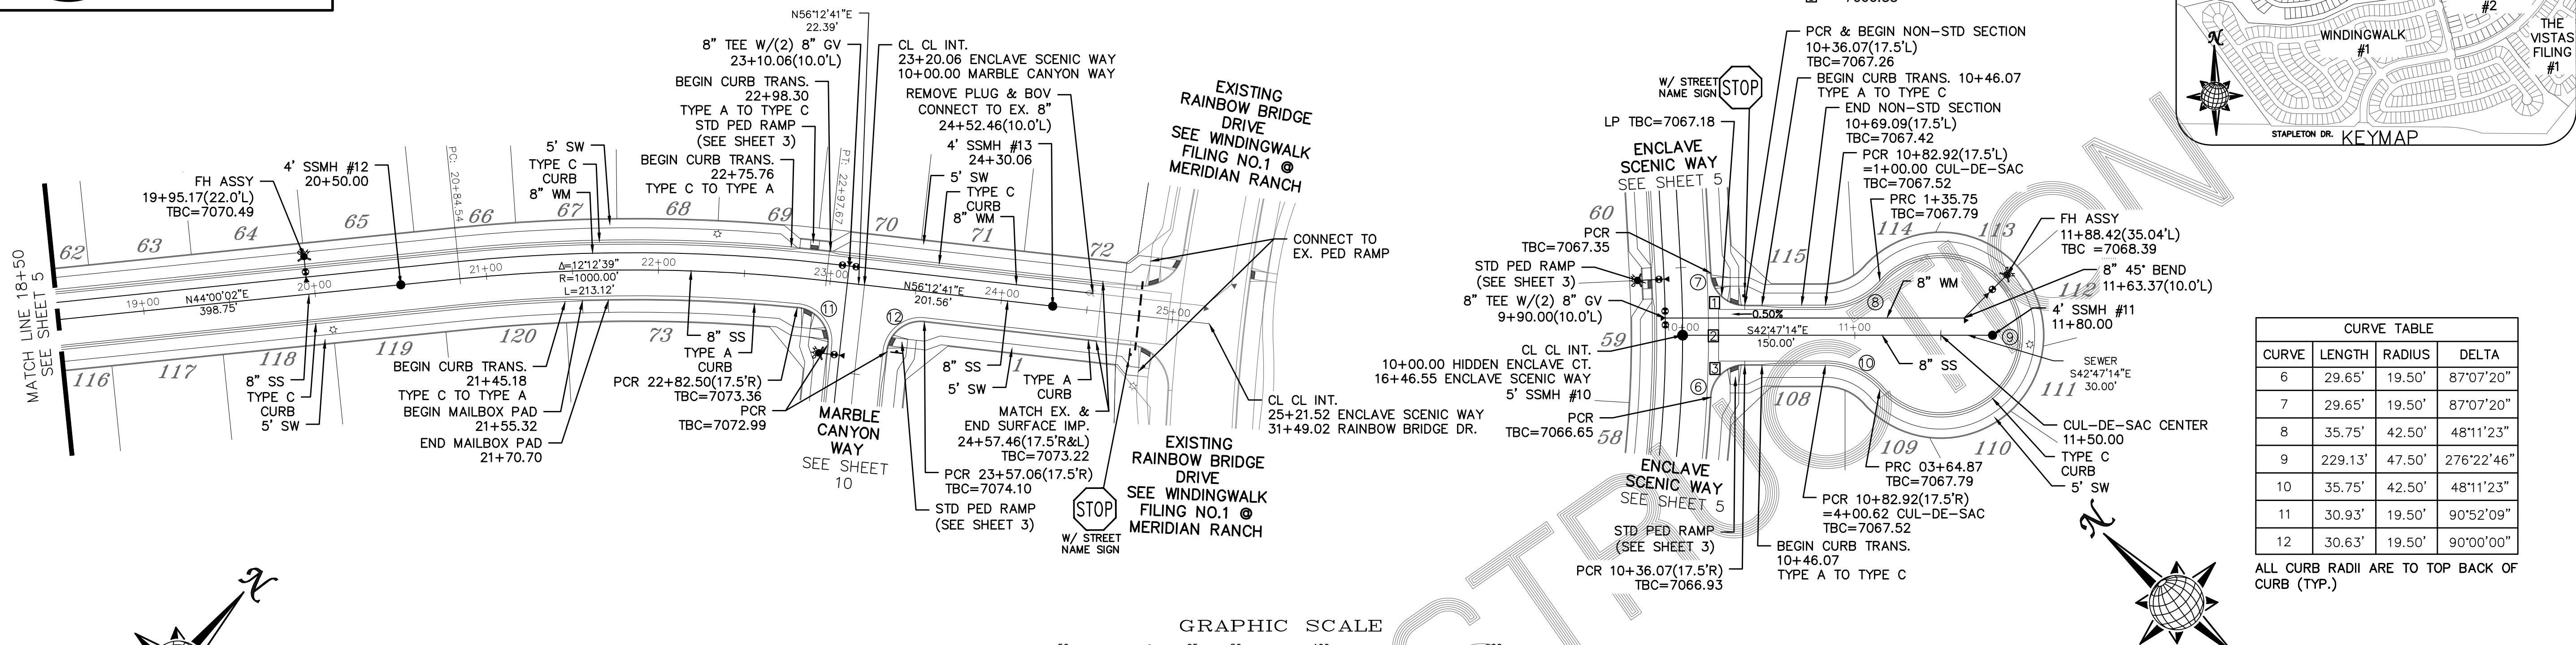 N56°12'41"E
22.39'
8" TEE W/(2) 8" GV
23+10.06(10.0'L)
BEGIN CURB TRANS.
22+98.30
TYPE A TO TYPE C
STD PED RAMP
(SEE SHEET 3)
BEGIN CURB TRANS.
22+75.76
TYPE C TO TYPE A
CL CL INT.
23+20.06 ENCLAVE SCENIC WAY
10+00.00 MARBLE CANYON WAY
REMOVE PLUG & BOV
CONNECT TO EX. 8"
24+52.46(10.0'L)
4' SSMH #13
24+30.06
5' SW
TYPE C
CURB
8" WM
EXISTING
RAINBOW BRIDGE
DRIVE
SEE WINDINGWALK
FILING NO.1 @
MERIDIAN RANCH
CONNECT TO
EX. PED RAMP
5' SW
TYPE C
CURB
8" WM
4' SSMH #12
20+50.00
FH ASSY
19+95.17(22.0'L)
TBC=7070.49
PC: 20+84.54
PT: 22+97.67
MATCH LINE 18+50
SEE SHEET 5
62
63
64
65
66
67
68
69
70
71
72
19+00
20+00
21+00
22+00
23+00
24+00
25+00
N44°00'02"E
398.75'
Δ=12°12'39"
R=1000.00'
L=213.12'
N56°12'41"E
201.56'
11
12
116
117
118
119
120
73
1
8" SS
TYPE C
CURB
5' SW
BEGIN CURB TRANS.
21+45.18
TYPE C TO TYPE A
BEGIN MAILBOX PAD
21+55.32
END MAILBOX PAD
21+70.70
8" SS
TYPE A
CURB
PCR 22+82.50(17.5'R)
TBC=7073.36
PCR
TBC=7072.99
MARBLE
CANYON
WAY
SEE SHEET
10
8" SS
5' SW
TYPE A
CURB
MATCH EX. &
END SURFACE IMP.
24+57.46(17.5'R&L)
TBC=7073.22
PCR 23+57.06(17.5'R)
TBC=7074.10
STD PED RAMP
(SEE SHEET 3)
STOP
W/ STREET
NAME SIGN
EXISTING
RAINBOW BRIDGE
DRIVE
SEE WINDINGWALK
FILING NO.1 @
MERIDIAN RANCH
CL CL INT.
25+21.52 ENCLAVE SCENIC WAY
31+49.02 RAINBOW BRIDGE DR.
N
GRAPHIC SCALE
PCR & BEGIN NON-STD SECTION
10+36.07(17.5'L)
TBC=7067.26
BEGIN CURB TRANS. 10+46.07
TYPE A TO TYPE C
END NON-STD SECTION
10+69.09(17.5'L)
TBC=7067.42
PCR 10+82.92(17.5'L)
=1+00.00 CUL-DE-SAC
TBC=7067.52
PRC 1+35.75
TBC=7067.79
W/ STREET
NAME SIGN
STOP
LP TBC=7067.18
ENCLAVE
SCENIC WAY
SEE SHEET 5
PCR
TBC=7067.35
STD PED RAMP
(SEE SHEET 3)
8" TEE W/(2) 8" GV
9+90.00(10.0'L)
CL CL INT.
10+00.00 HIDDEN ENCLAVE CT.
16+46.55 ENCLAVE SCENIC WAY
5' SSMH #10
PCR
TBC=7066.65
60
59
58
7
1
2
3
6
10+00
0.50%
S42°47'14"E
150.00'
11+00
115
114
113
112
111
110
109
108
8
9
10
8" WM
8" SS
FH ASSY
11+88.42(35.04'L)
TBC =7068.39
8" 45° BEND
11+63.37(10.0'L)
4' SSMH #11
11+80.00
SEWER
S42°47'14"E
30.00'
CUL-DE-SAC CENTER
11+50.00
TYPE C
CURB
5' SW
PRC 03+64.87
TBC=7067.79
PCR 10+82.92(17.5'R)
=4+00.62 CUL-DE-SAC
TBC=7067.52
BEGIN CURB TRANS.
10+46.07
TYPE A TO TYPE C
ENCLAVE
SCENIC WAY
SEE SHEET 5
STD PED RAMP
(SEE SHEET 3)
PCR 10+36.07(17.5'R)
TBC=7066.93
N
#2
THE
VISTAS
FILING
#1
WINDINGWALK
#1
N
STAPLETON DR.
KEYMAP
CURVE TABLE
CURVE LENGTH RADIUS DELTA
6 29.65' 19.50' 87°07'20"
7 29.65' 19.50' 87°07'20"
8 35.75' 42.50' 48°11'23"
9 229.13' 47.50' 276°22'46"
10 35.75' 42.50' 48°11'23"
11 30.93' 19.50' 90°52'09"
12 30.63' 19.50' 90°00'00"
ALL CURB RADII ARE TO TOP BACK OF
CURB (TYP.)